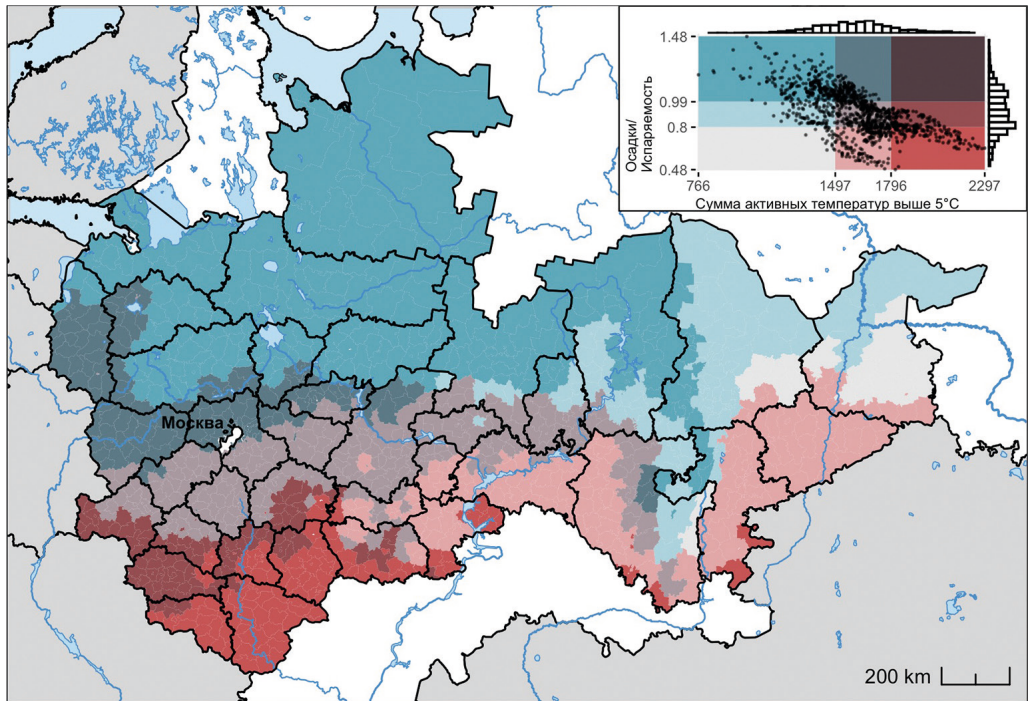 1.48
0.99
0.8
0.48
Осадки/
Испаряемость
766
1497
1796
2297
Сумма активных температур выше 5°C
Москва
200 km